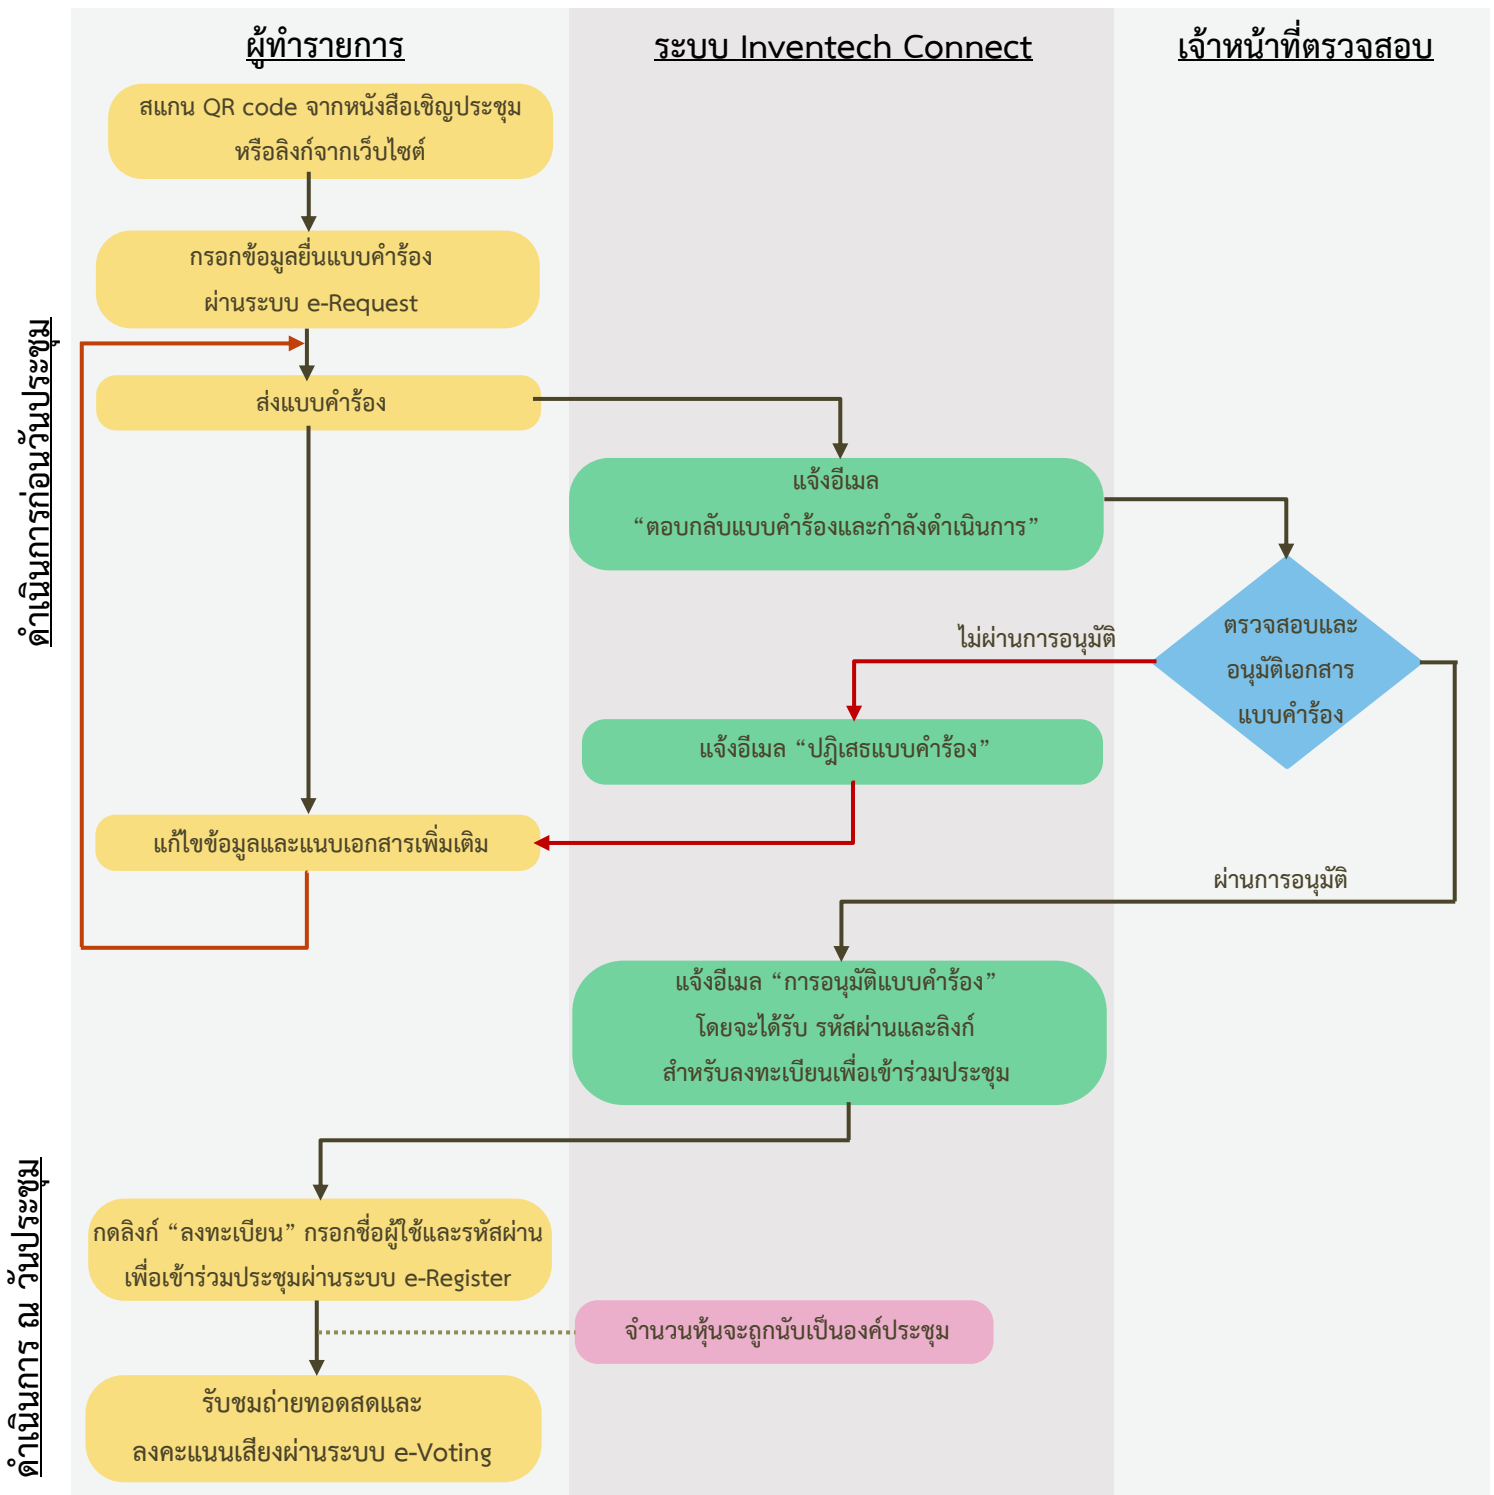 ผู้ทำรายการ
ระบบ Inventech Connect
เจ้าหน้าที่ตรวจสอบ
ดำเนินการก่อนวันประชุม
สแกน QR code จากหนังสือเชิญประชุม
หรือลิงก์จากเว็บไซต์
กรอกข้อมูลยื่นแบบคำร้อง
ผ่านระบบ e-Request
ส่งแบบคำร้อง
แจ้งอีเมล
“ตอบกลับแบบคำร้องและกำลังดำเนินการ”
ตรวจสอบและ
อนุมัติเอกสาร
แบบคำร้อง
ไม่ผ่านการอนุมัติ
แจ้งอีเมล “ปฎิเสธแบบคำร้อง”
แก้ไขข้อมูลและแนบเอกสารเพิ่มเติม
ผ่านการอนุมัติ
แจ้งอีเมล “การอนุมัติแบบคำร้อง”
โดยจะได้รับ รหัสผ่านและลิงก์
สำหรับลงทะเบียนเพื่อเข้าร่วมประชุม
ดำเนินการ ณ วันประชุม
กดลิงก์ “ลงทะเบียน” กรอกชื่อผู้ใช้และรหัสผ่าน
เพื่อเข้าร่วมประชุมผ่านระบบ e-Register
จำนวนหุ้นจะถูกนับเป็นองค์ประชุม
รับชมถ่ายทอดสดและ
ลงคะแนนเสียงผ่านระบบ e-Voting